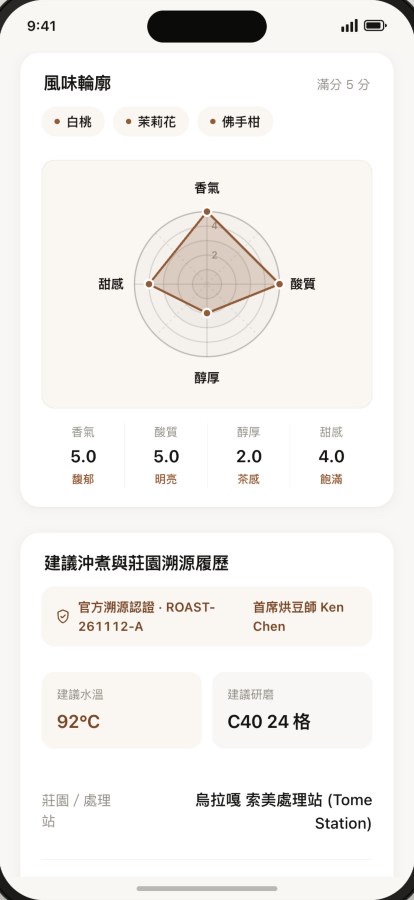 9:41
風味輪廓
滿分 5 分
白桃
茉莉花
佛手柑
香氣
4
2
甜感
酸質
醇厚
香氣
酸質
醇厚
甜感
5.0
5.0
2.0
4.0
馥郁
明亮
茶感
飽滿
建議沖煮與莊園溯源履歷
官方溯源認證 · ROAST-
261112-A
首席烘豆師 Ken
Chen
建議水溫
92°C
建議研磨
C40 24 格
莊園 / 處理
站
烏拉嘎 索美處理站 (Tome
Station)